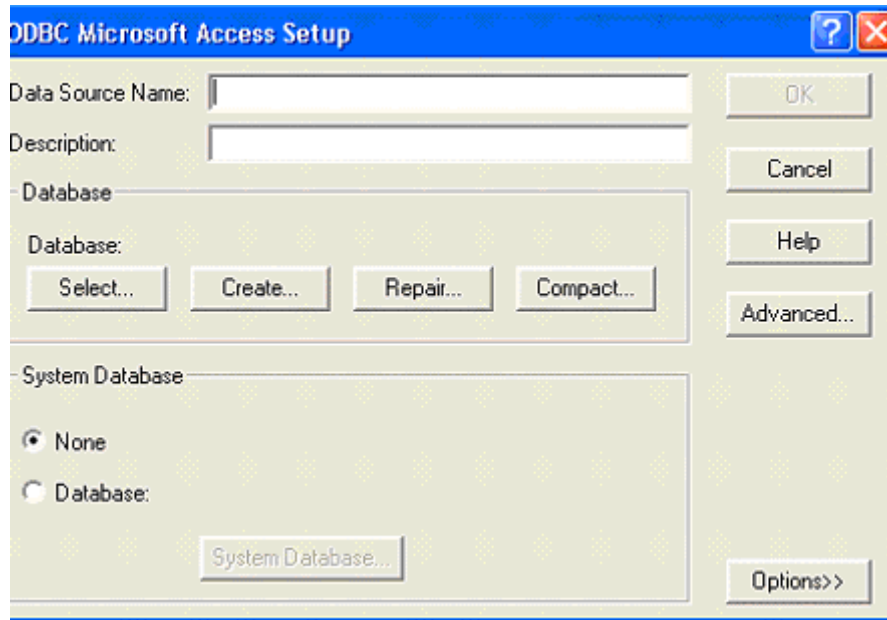 ODBC Microsoft Access Setup
Data Source Name:
OK
Description:
Cancel
Database
Database:
Help
Select...
Create...
Repair...
Compact...
Advanced...
System Database
None
Database:
System Database...
Options>>